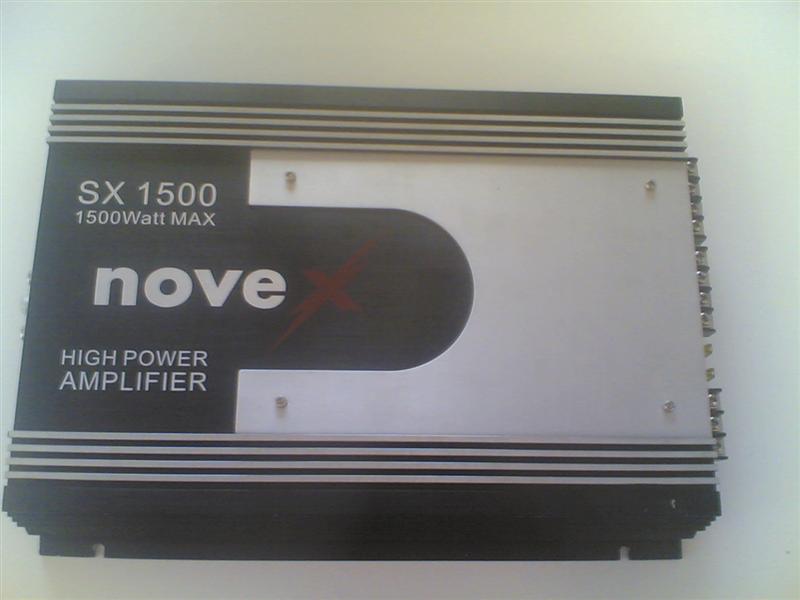 SX 1500
1500Watt MAX
noveX
HIGH POWER
AMPLIFIER